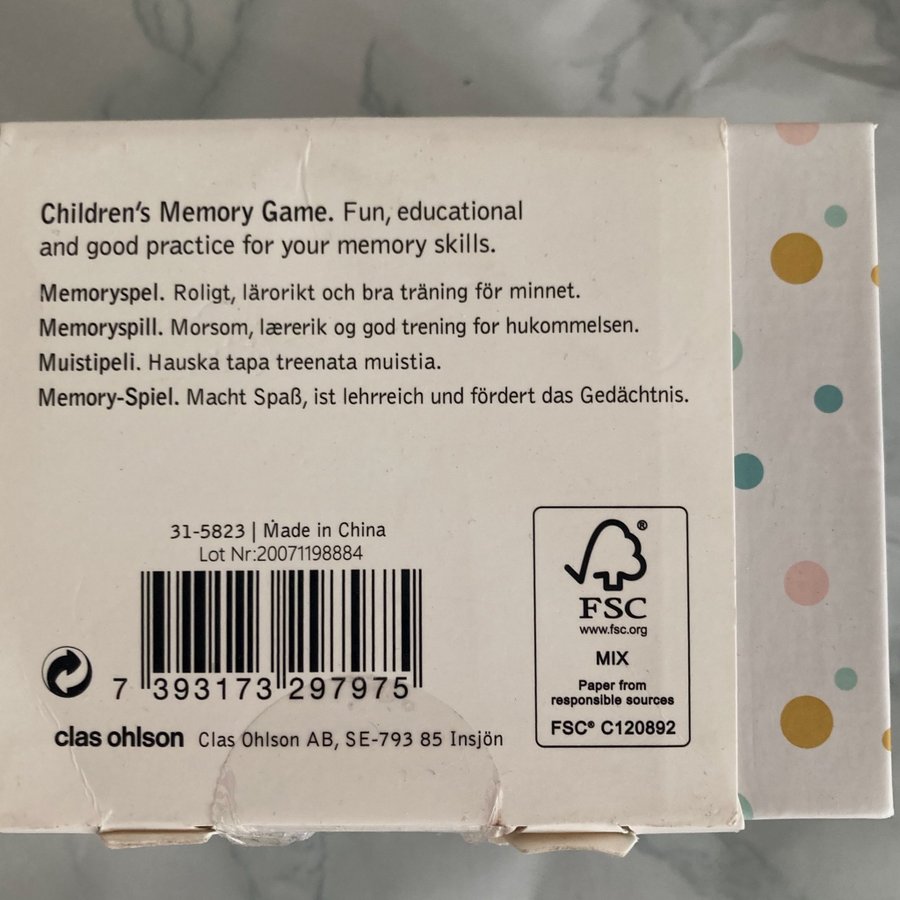 Children's Memory Game. Fun, educational
and good practice for your memory skills.
Memoryspel. Roligt, lärorikt och bra träning för minnet.
Memoryspill. Morsom, lærerik og god trening for hukommelsen.
Muistipeli. Hauska tapa treenata muistia.
Memory-Spiel. Macht Spaß, ist lehrreich und fördert das Gedächtnis.
31-5823 | Made in China
Lot Nr:20071198884
7 393173 297975
clas ohlson Clas Ohlson AB, SE-793 85 Insjön
®
FSC
www.fsc.org
MIX
Paper from
responsible sources
FSC® C120892